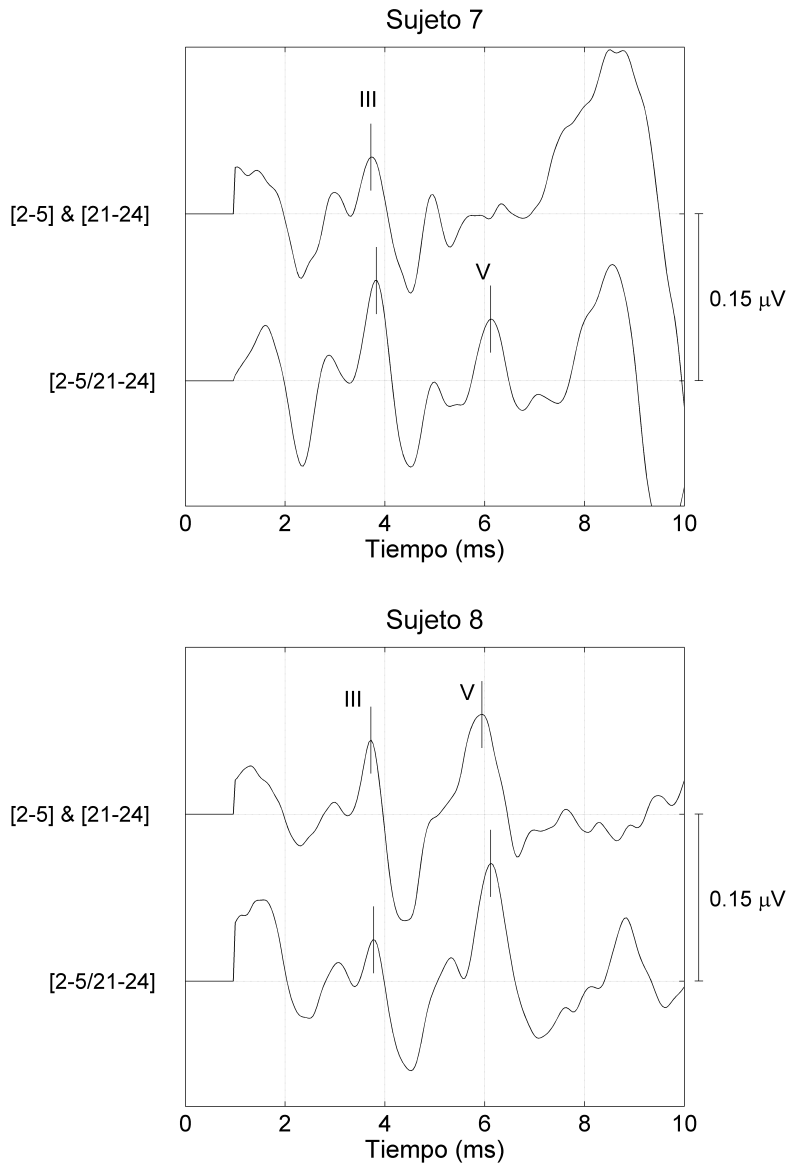 Sujeto 7
III
[2-5] & [21-24]
V
0.15 μV
[2-5/21-24]
0 2 4 6 8 10
Tiempo (ms)
Sujeto 8
III V
[2-5] & [21-24]
0.15 μV
[2-5/21-24]
0 2 4 6 8 10
Tiempo (ms)